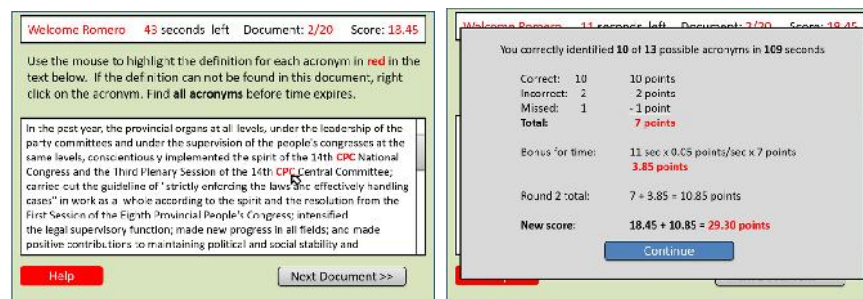 Welcome Romero 43 seconds left Document: 2/20 Score: 18.45
Use the mouse to highlight the definition for each acronym in red in the
text below. If the definition can not be found in this document, right
click on the acronym. Find all acronyms before time expires.
In the past year, the provincial organs at all levels, under the leadership of the
party committees and under the supervision of the people's congresses at the
same levels, conscientiously implemented the spirit of the 14th CPC National
Congress and the Third Plenary Session of the 14th CPC Central Committee;
carried out the guideline of "strictly enforcing the laws and effectively handling
cases" in work as a whole according to the spirit and the resolution from the
First Session of the Eighth Provincial People's Congress; intensified
the legal supervisory function; made new progress in all fields; and made
positive contributions to maintaining political and social stability and
Help
Next Document >>
Welcome Romero 11 seconds left Document: 2/20 Score: 18.45
You correctly identified 10 of 13 possible acronyms in 109 seconds
Correct: 10 10 points
Incorrect: 2 2 points
Missed: 1 - 1 point
Total: 7 points
Bonus for time: 11 sec x 0.05 points/sec x 7 points
3.85 points
Round 2 total: 7 + 3.85 = 10.85 points
New score: 18.45 + 10.85 = 29.30 points
Continue